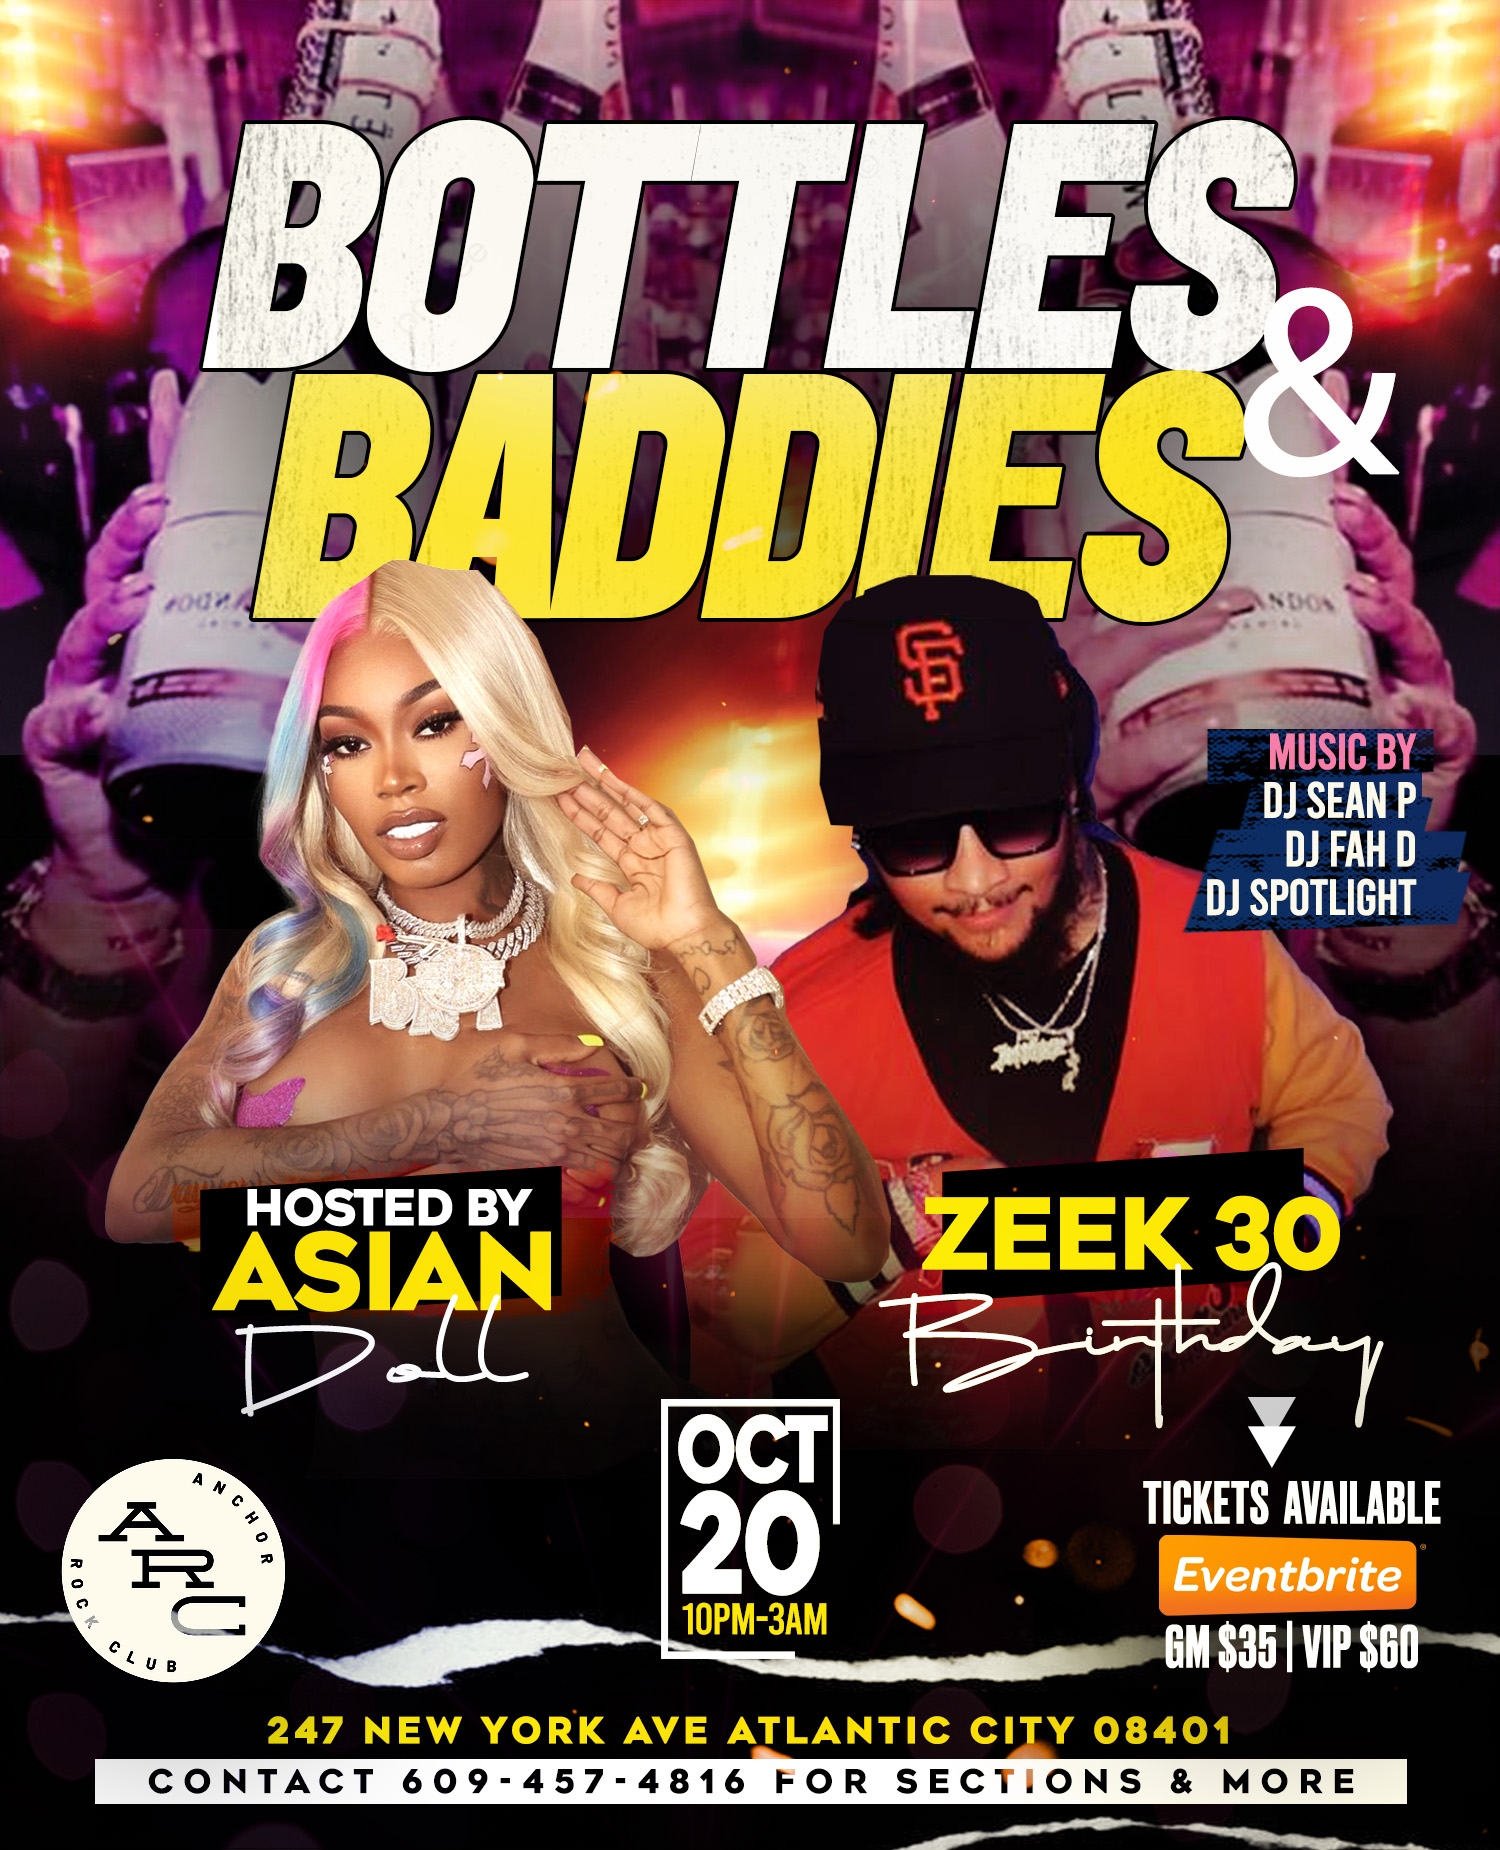 BOTTLES
&
BADDIES
SF
MUSIC BY
DJ SEAN P
DJ FAH D
DJ SPOTLIGHT
HOSTED BY
ASIAN
Doll
ZEEK 30
Birthday
OCT
20
10PM-3AM
ANCHOR
ARC
ROCK CLUB
TICKETS AVAILABLE
Eventbrite
GM $35 | VIP $60
247 NEW YORK AVE ATLANTIC CITY 08401
CONTACT 609-457-4816 FOR SECTIONS & MORE